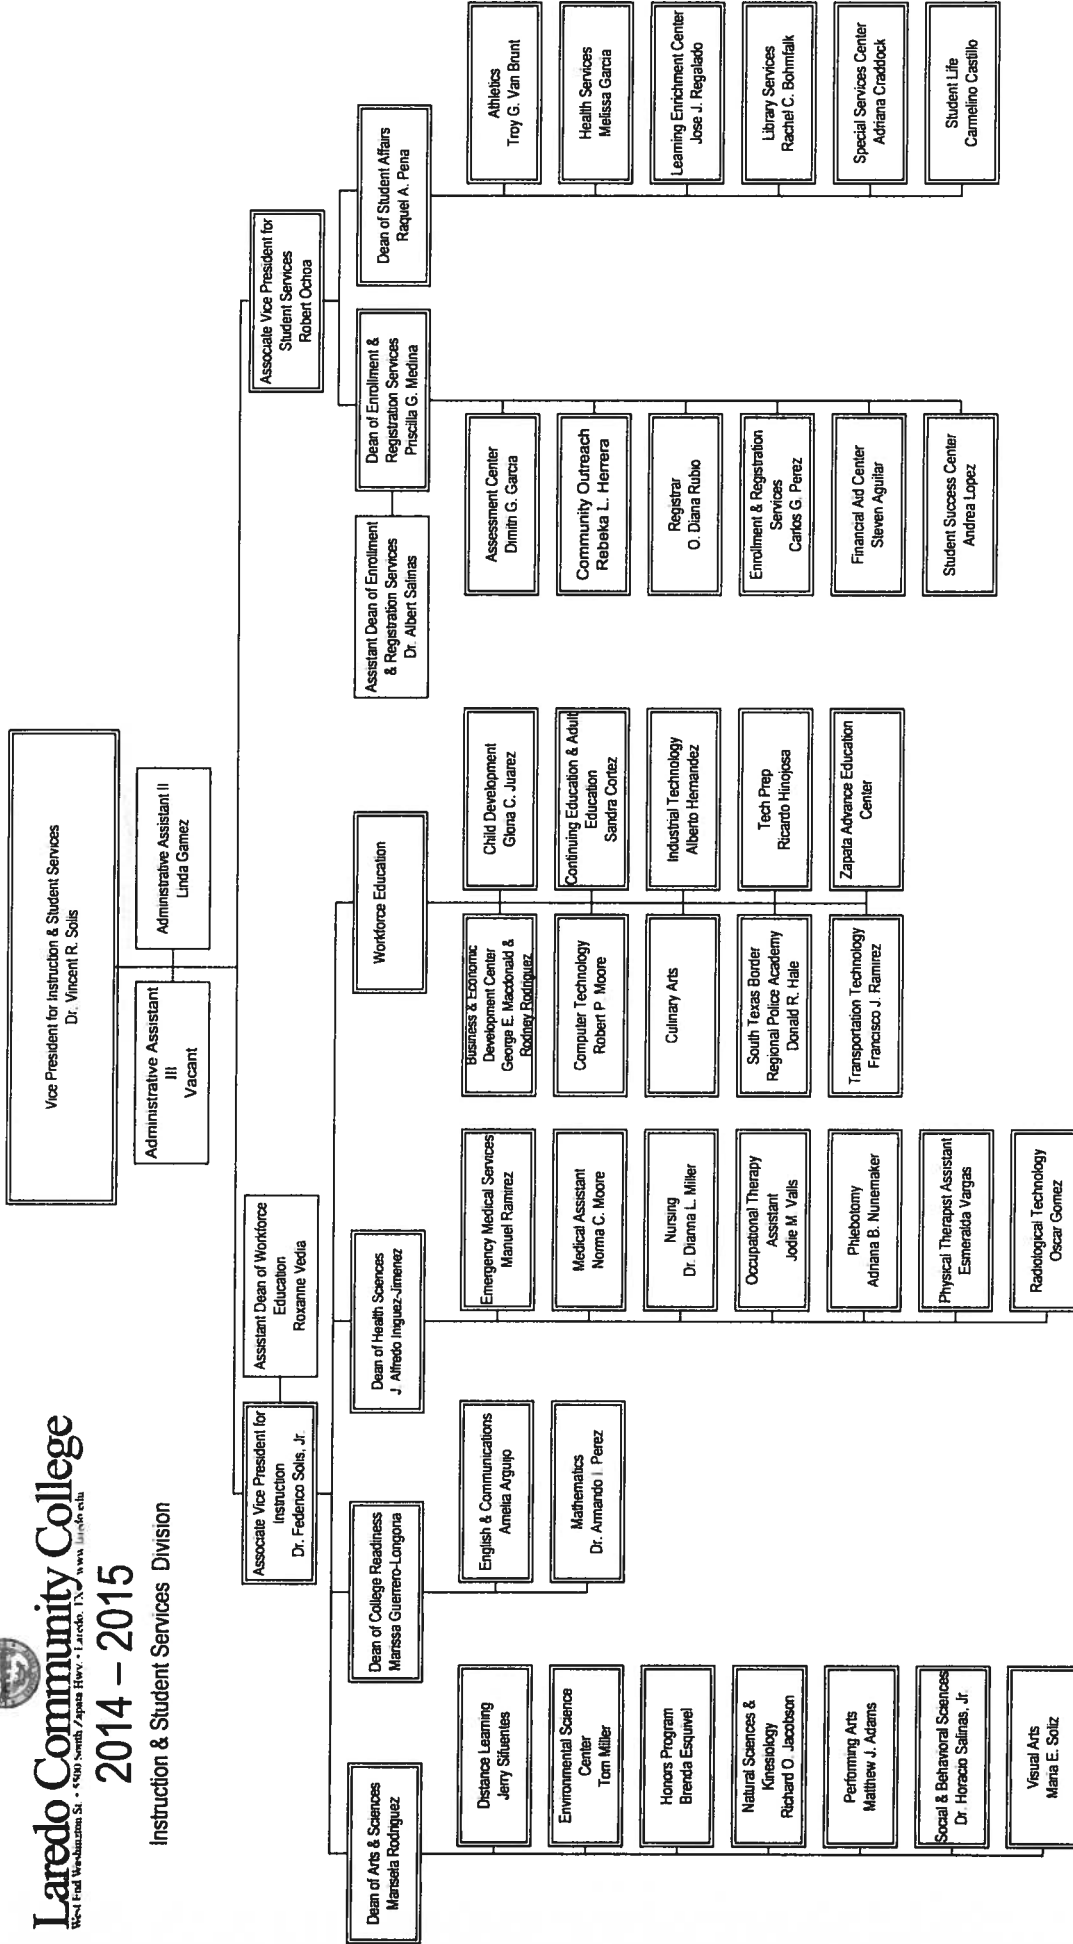 Laredo Community College
West End Washington St. • 5500 South Zapata Hwy. • Laredo, TX • www.laredo.edu
2014 – 2015
Instruction & Student Services Division
Vice President for Instruction & Student Services
Dr. Vincent R. Solis
Administrative Assistant
III
Vacant
Administrative Assistant II
Linda Gamez
Associate Vice President for
Instruction
Dr. Federico Solis, Jr.
Assistant Dean of Workforce
Education
Roxanne Vedia
Associate Vice President for
Student Services
Robert Ochoa
Dean of Arts & Sciences
Marisela Rodriguez
Dean of College Readiness
Marissa Guerrero-Longoria
Dean of Health Sciences
J. Alfredo Iniguez-Jimenez
Workforce Education
Assistant Dean of Enrollment
& Registration Services
Dr. Albert Salinas
Dean of Enrollment &
Registration Services
Priscilla G. Medina
Dean of Student Affairs
Raquel A. Pena
Distance Learning
Jerry Sifuentes
Environmental Science
Center
Tom Miller
Honors Program
Brenda Esquivel
Natural Sciences &
Kinesiology
Richard O. Jacobson
Performing Arts
Matthew J. Adams
Social & Behavioral Sciences
Dr. Horacio Salinas, Jr.
Visual Arts
Maria E. Soliz
English & Communications
Amelia Arguijo
Mathematics
Dr. Armando I. Perez
Emergency Medical Services
Manuel Ramirez
Medical Assistant
Norma C. Moore
Nursing
Dr. Dianna L. Miller
Occupational Therapy
Assistant
Jodie M. Valls
Phlebotomy
Adriana B. Nunemaker
Physical Therapist Assistant
Esmeralda Vargas
Radiological Technology
Oscar Gomez
Business & Economic
Development Center
George E. Macdonald &
Rodney Rodriguez
Computer Technology
Robert P. Moore
Culinary Arts
South Texas Border
Regional Police Academy
Donald R. Hale
Transportation Technology
Francisco J. Ramirez
Child Development
Gloria C. Juarez
Continuing Education & Adult
Education
Sandra Cortez
Industrial Technology
Alberto Hernandez
Tech Prep
Ricardo Hinojosa
Zapata Advance Education
Center
Assessment Center
Dimitri G. Garcia
Community Outreach
Rebeka L. Herrera
Registrar
O. Diana Rubio
Enrollment & Registration
Services
Carlos G. Perez
Financial Aid Center
Steven Aguilar
Student Success Center
Andrea Lopez
Athletics
Troy G. Van Brunt
Health Services
Melissa Garcia
Learning Enrichment Center
Jose J. Regalado
Library Services
Rachel C. Bohmfalk
Special Services Center
Adriana Craddock
Student Life
Carmelino Castillo